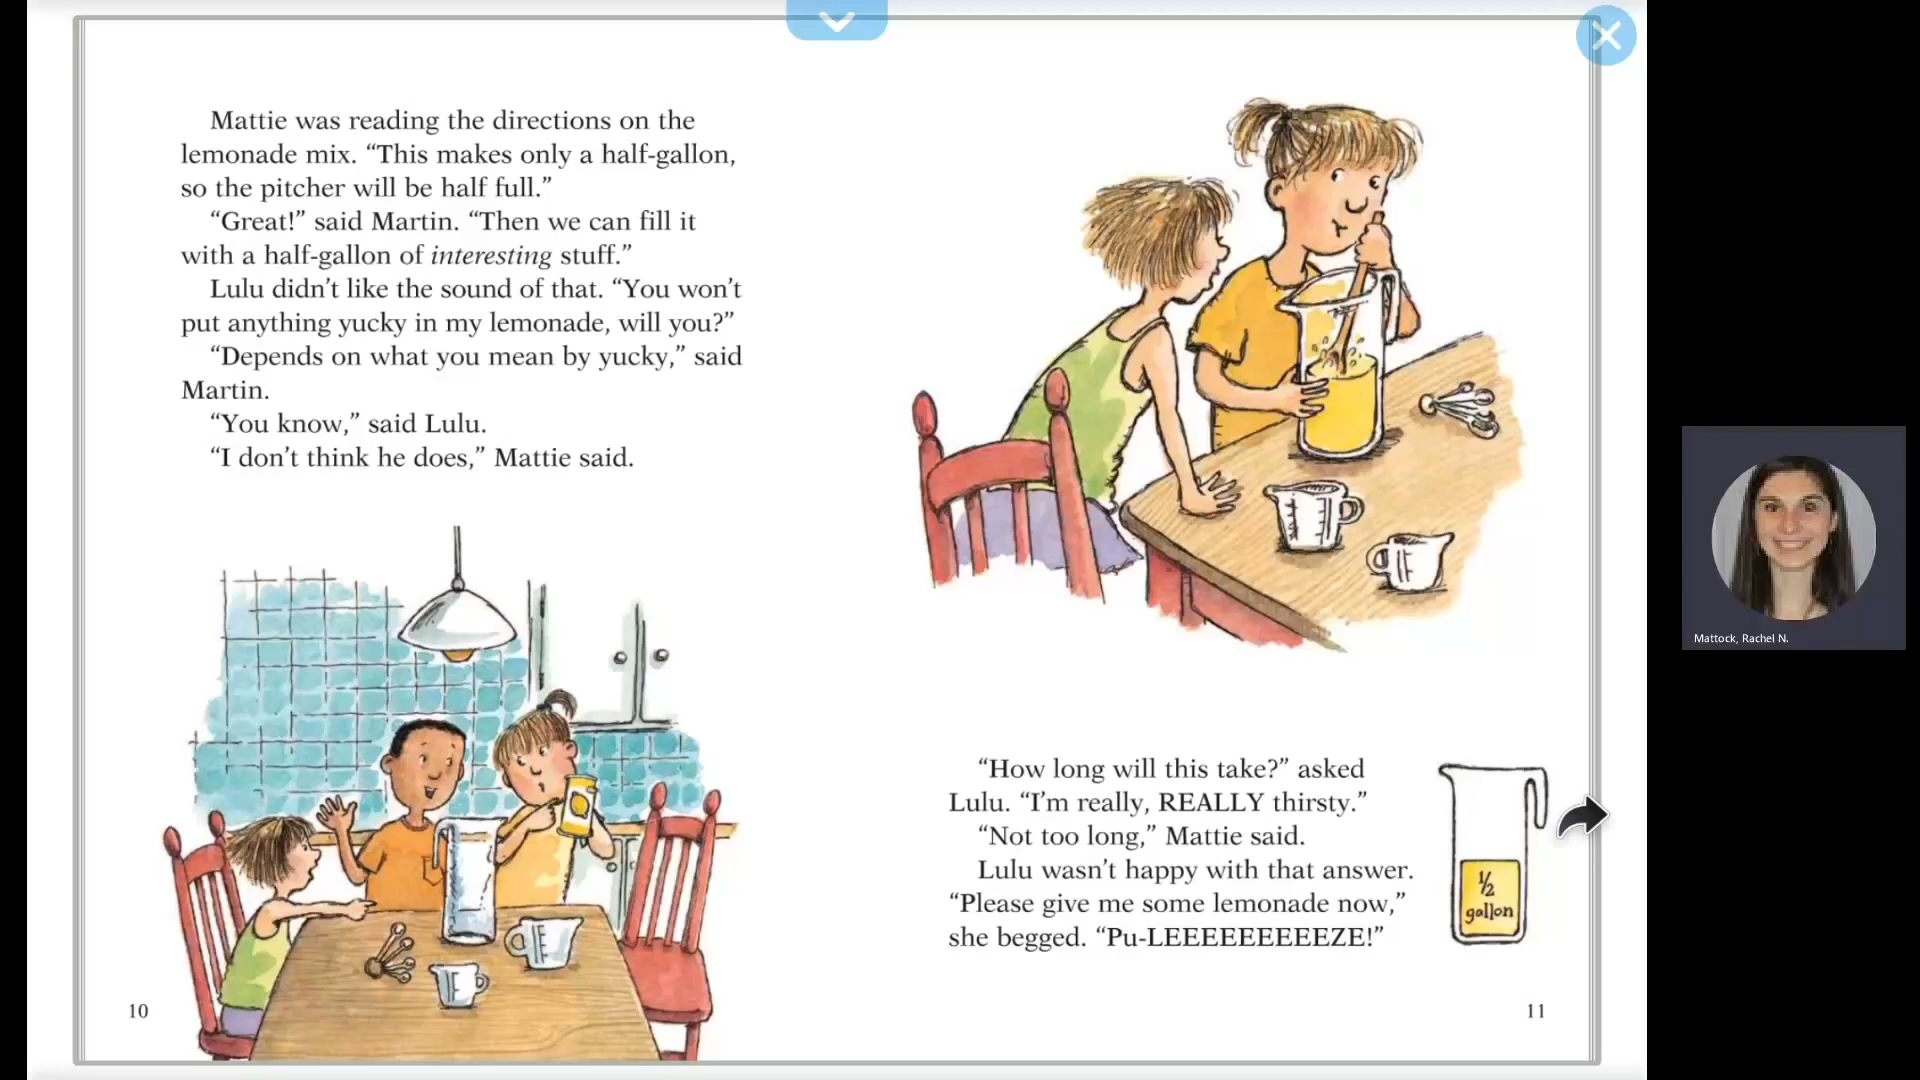 Mattie was reading the directions on the
lemonade mix. “This makes only a half-gallon,
so the pitcher will be half full.”
“Great!” said Martin. “Then we can fill it
with a half-gallon of interesting stuff.”
Lulu didn’t like the sound of that. “You won’t
put anything yucky in my lemonade, will you?”
“Depends on what you mean by yucky,” said
Martin.
“You know,” said Lulu.
“I don’t think he does,” Mattie said.
10
“How long will this take?” asked
Lulu. “I’m really, REALLY thirsty.”
“Not too long,” Mattie said.
Lulu wasn’t happy with that answer.
“Please give me some lemonade now,”
she begged. “Pu-LEEEEEEEEEEZE!”
1/2
gallon
11
Mattock, Rachel N.